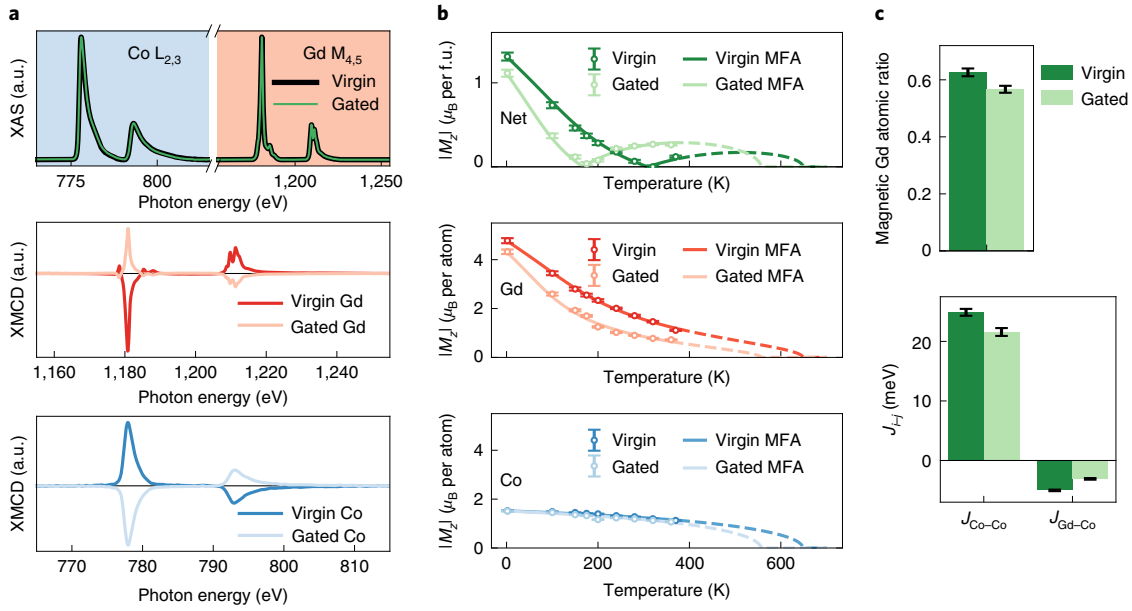 a
XAS (a.u.)
Co L2,3
Gd M4,5
Virgin
Gated
775
800
1,200
1,250
Photon energy (eV)
XMCD (a.u.)
Virgin Gd
Gated Gd
1,160
1,180
1,200
1,220
1,240
Photon energy (eV)
XMCD (a.u.)
Virgin Co
Gated Co
770
780
790
800
810
Photon energy (eV)
b
|Mz| (μB per f.u.)
1
0
Net
Virgin
Gated
Virgin MFA
Gated MFA
Temperature (K)
|Mz| (μB per atom)
4
2
0
Gd
Virgin
Gated
Virgin MFA
Gated MFA
Temperature (K)
|Mz| (μB per atom)
4
2
0
Co
Virgin
Gated
Virgin MFA
Gated MFA
0
200
400
600
Temperature (K)
c
Magnetic Gd atomic ratio
0.6
0.4
0.2
0
Virgin
Gated
Ji–j (meV)
20
10
0
JCo–Co
JGd–Co